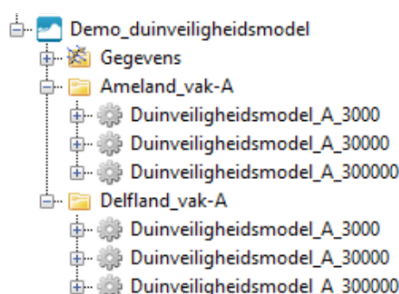 Demo_duinveiligheidsmodel
Gegevens
Ameland_vak-A
Duinveiligheidsmodel_A_3000
Duinveiligheidsmodel_A_30000
Duinveiligheidsmodel_A_300000
Delfland_vak-A
Duinveiligheidsmodel_A_3000
Duinveiligheidsmodel_A_30000
Duinveiligheidsmodel_A_300000